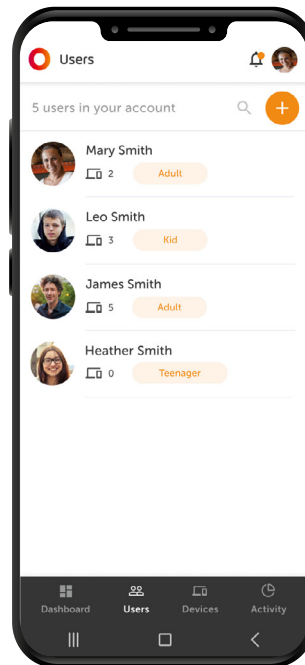 Users
5 users in your account
Mary Smith
2 Adult
Leo Smith
3 Kid
James Smith
5 Adult
Heather Smith
0 Teenager
Dashboard Users Devices Activity